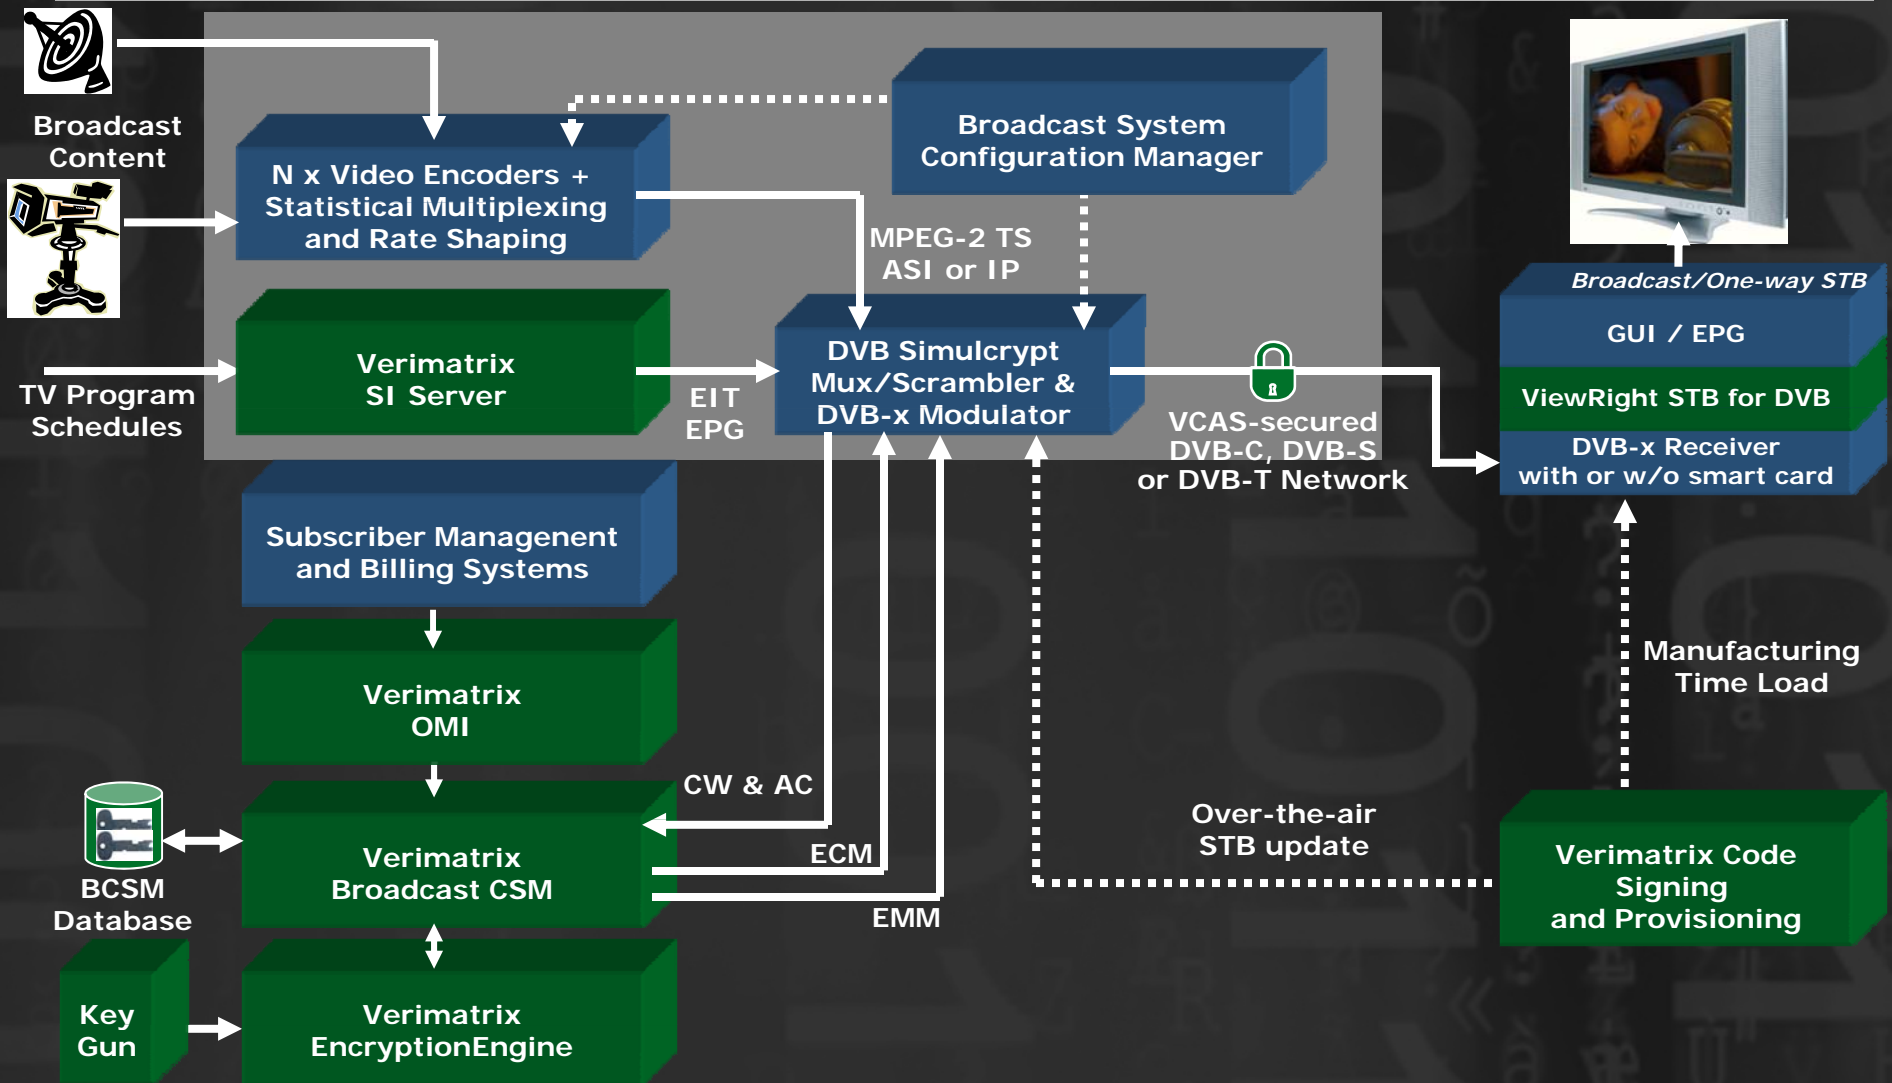 Broadcast
Content
N x Video Encoders +
Statistical Multiplexing
and Rate Shaping
Broadcast System
Configuration Manager
MPEG-2 TS
ASI or IP
TV Program
Schedules
Verimatrix
SI Server
EIT
EPG
DVB Simulcrypt
Mux/Scrambler &
DVB-x Modulator
VCAS-secured
DVB-C, DVB-S
or DVB-T Network
Broadcast/One-way STB
GUI / EPG
ViewRight STB for DVB
DVB-x Receiver
with or w/o smart card
Subscriber Managenent
and Billing Systems
Verimatrix
OMI
Manufacturing
Time Load
CW & AC
ECM
EMM
Over-the-air
STB update
BCSM
Database
Verimatrix
Broadcast CSM
Verimatrix Code
Signing
and Provisioning
Key
Gun
Verimatrix
EncryptionEngine